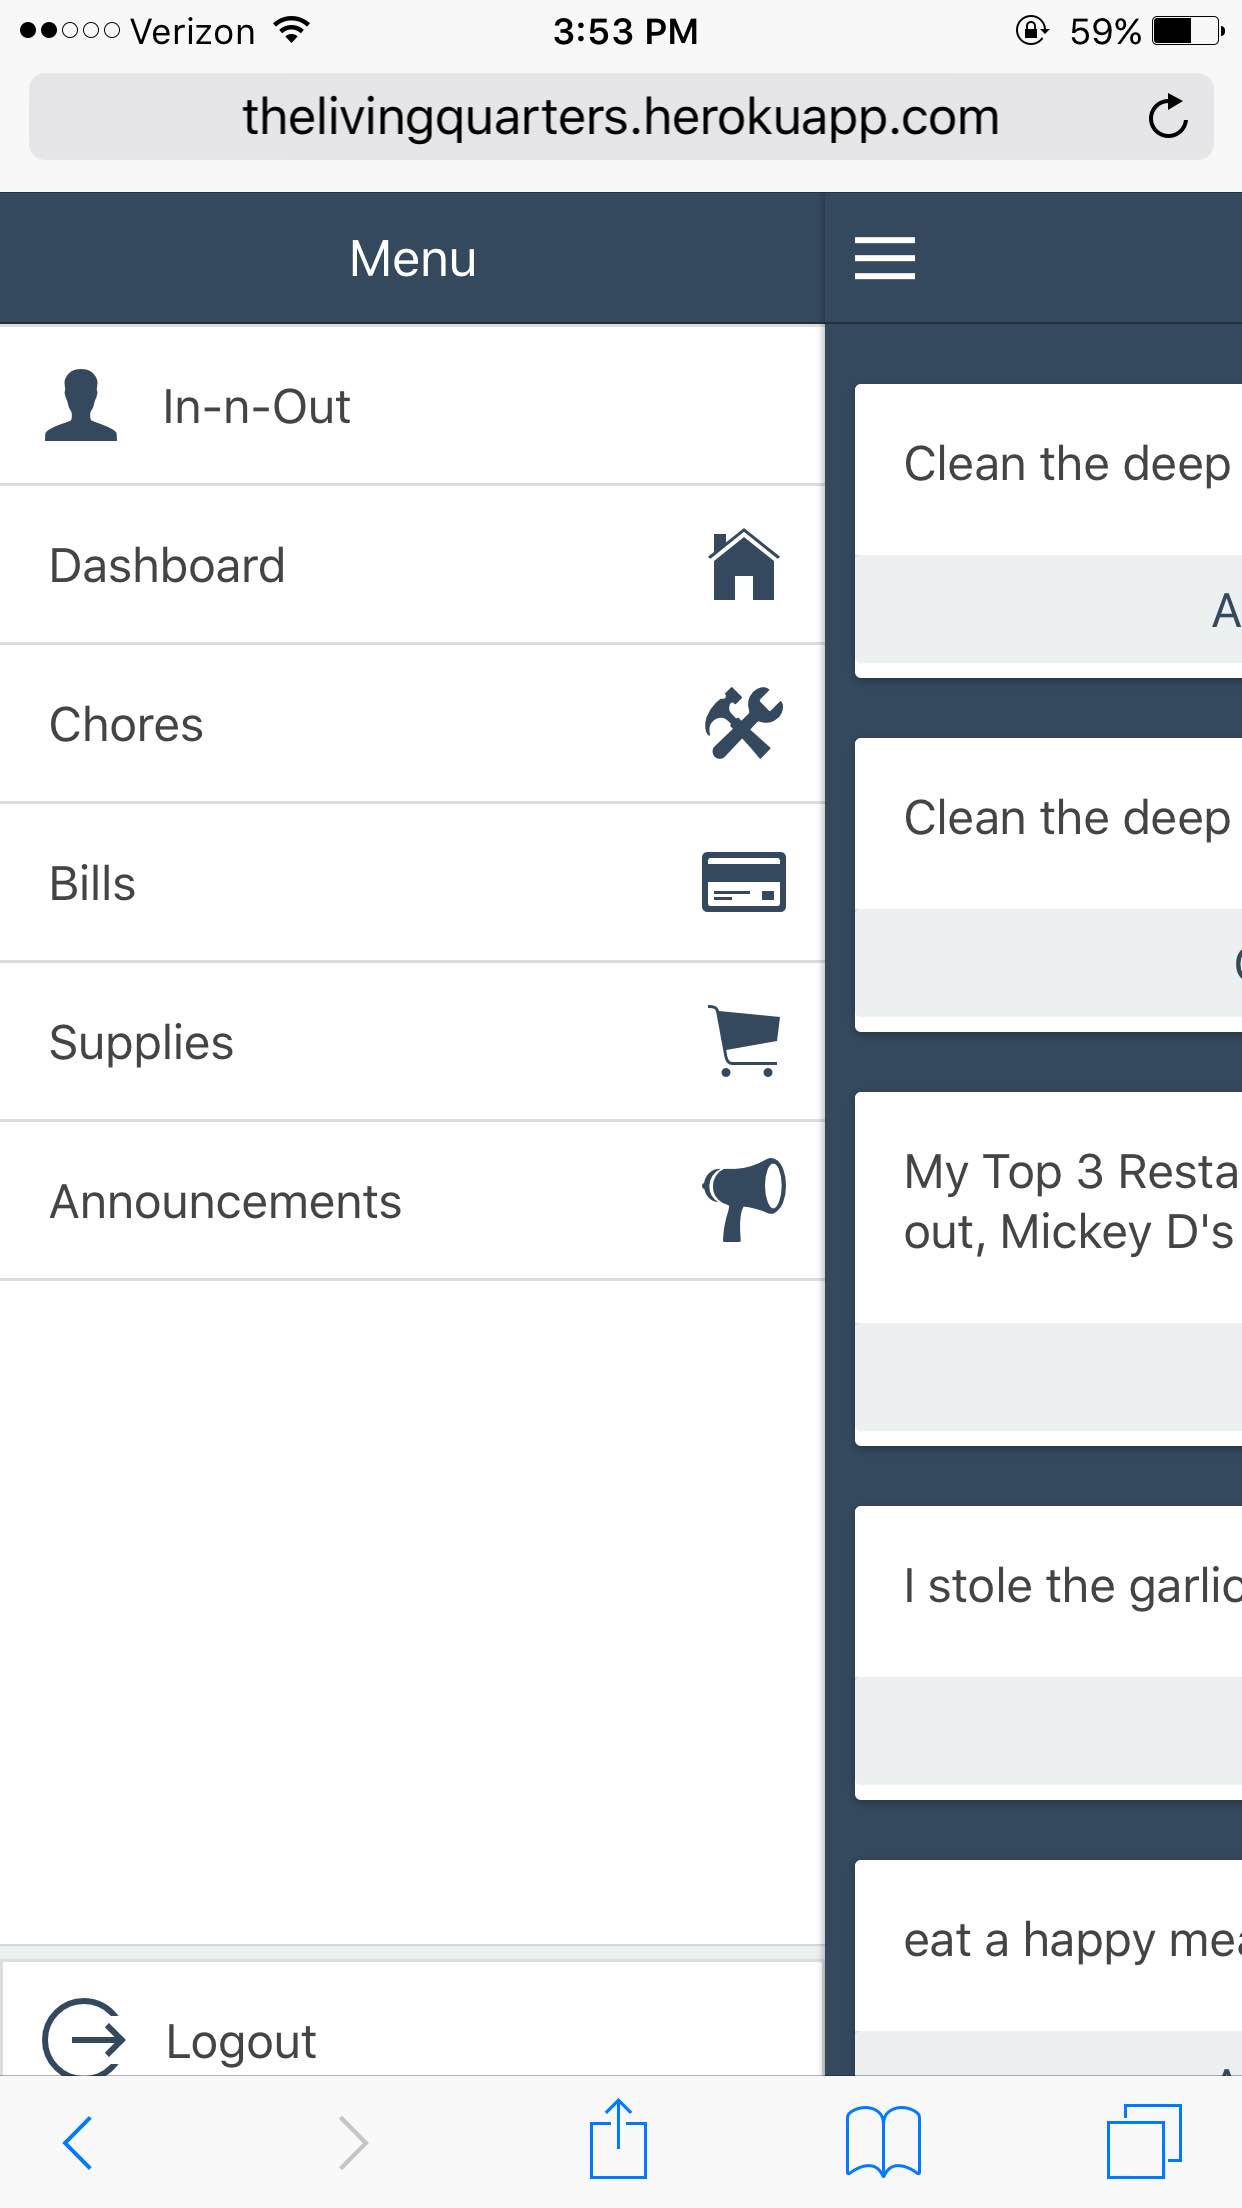 Verizon 3:53 PM 59%
thelivingquarters.herokuapp.com
Menu
In-n-Out
Dashboard
Chores
Bills
Supplies
Announcements
Logout
Clean the deep
A
Clean the deep
My Top 3 Resta
out, Mickey D's
I stole the garlic
eat a happy mea